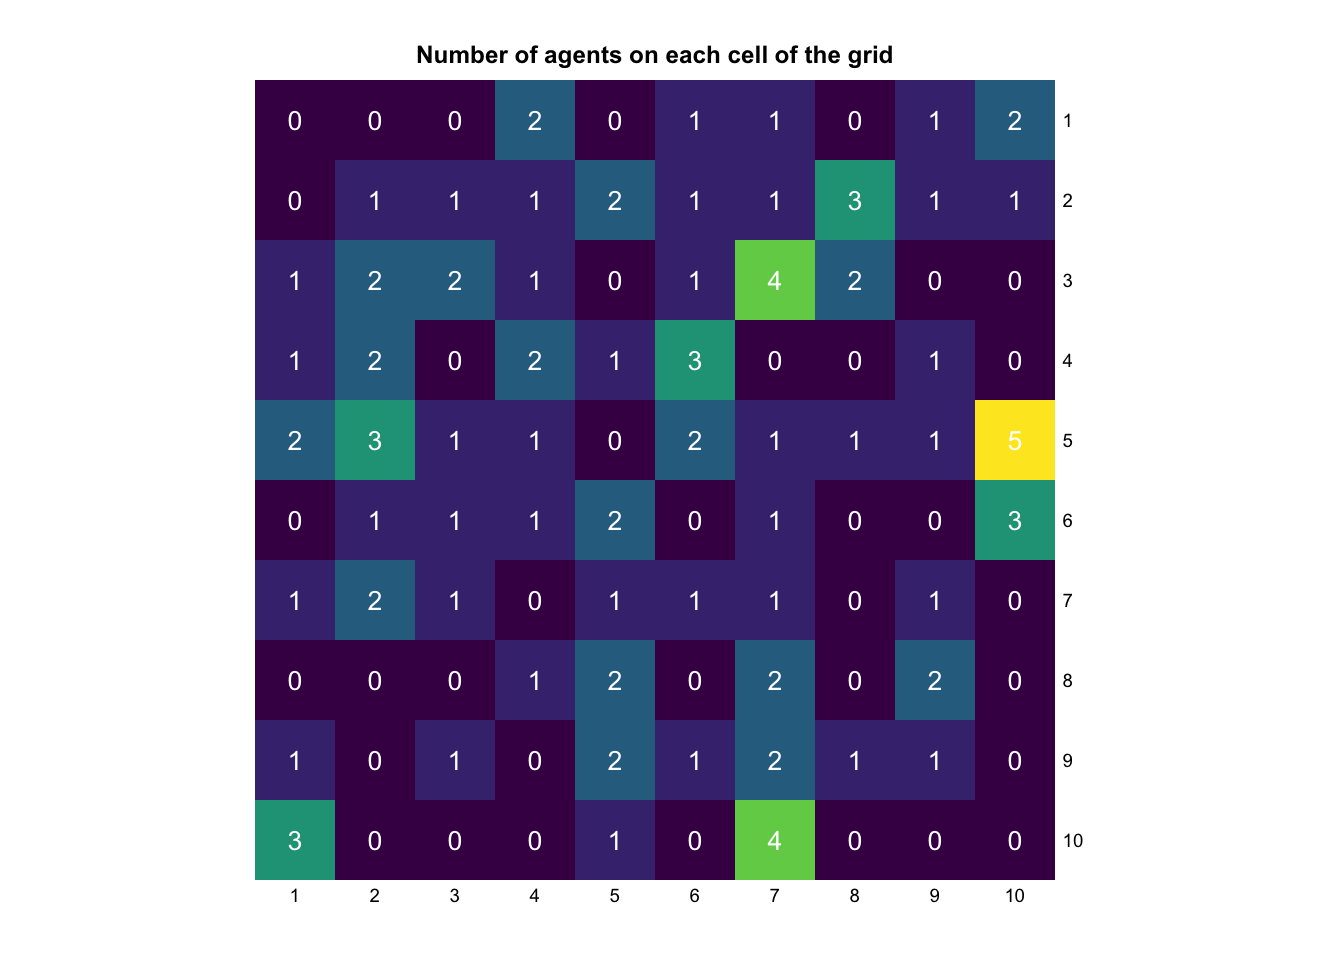 Number of agents on each cell of the grid
0 0 0 2 0 1 1 0 1 2 1
0 1 1 1 2 1 1 3 1 1 2
1 2 2 1 0 1 4 2 0 0 3
1 2 0 2 1 3 0 0 1 0 4
2 3 1 1 0 2 1 1 1 5 5
0 1 1 1 2 0 1 0 0 3 6
1 2 1 0 1 1 1 0 1 0 7
0 0 0 1 2 0 2 0 2 0 8
1 0 1 0 2 1 2 1 1 0 9
3 0 0 0 1 0 4 0 0 0 10
1 2 3 4 5 6 7 8 9 10